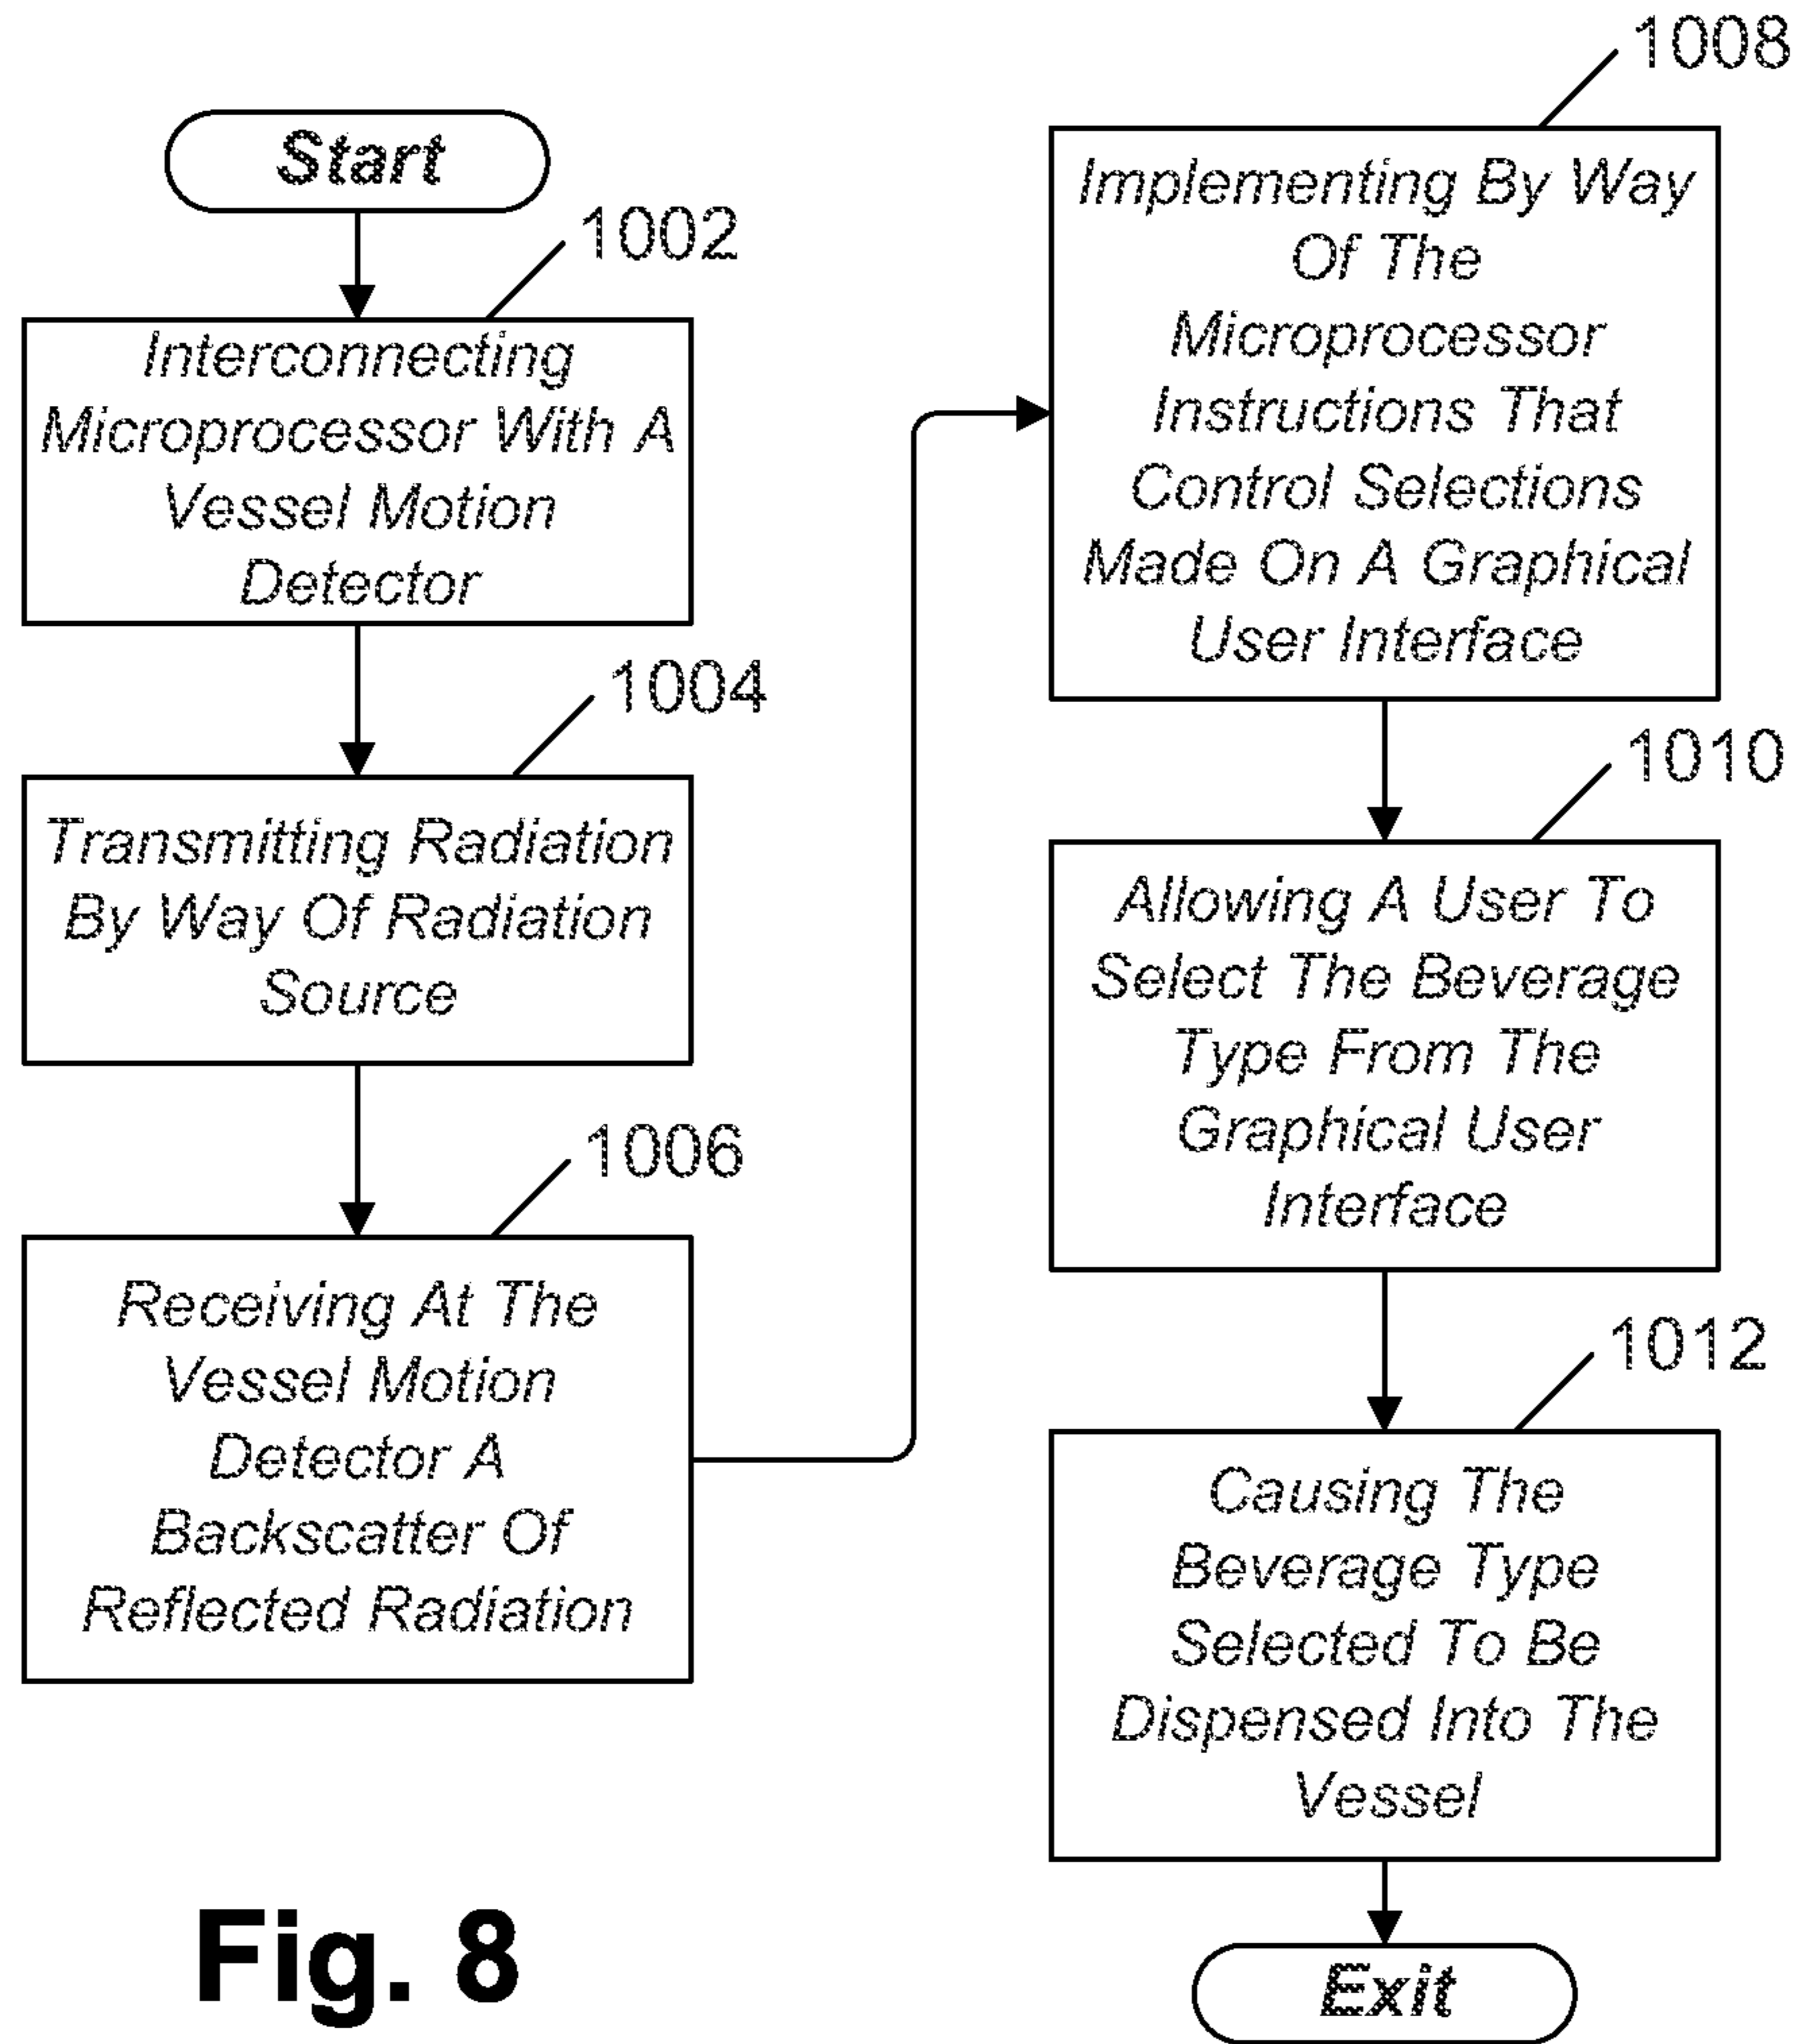 Start
1002
Interconnecting
Microprocessor With A
Vessel Motion
Detector
1004
Transmitting Radiation
By Way Of Radiation
Source
1006
Receiving At The
Vessel Motion
Detector A
Backscatter Of
Reflected Radiation
1008
Implementing By Way
Of The
Microprocessor
Instructions That
Control Selections
Made On A Graphical
User Interface
1010
Allowing A User To
Select The Beverage
Type From The
Graphical User
Interface
1012
Causing The
Beverage Type
Selected To Be
Dispensed Into The
Vessel
Exit
Fig. 8